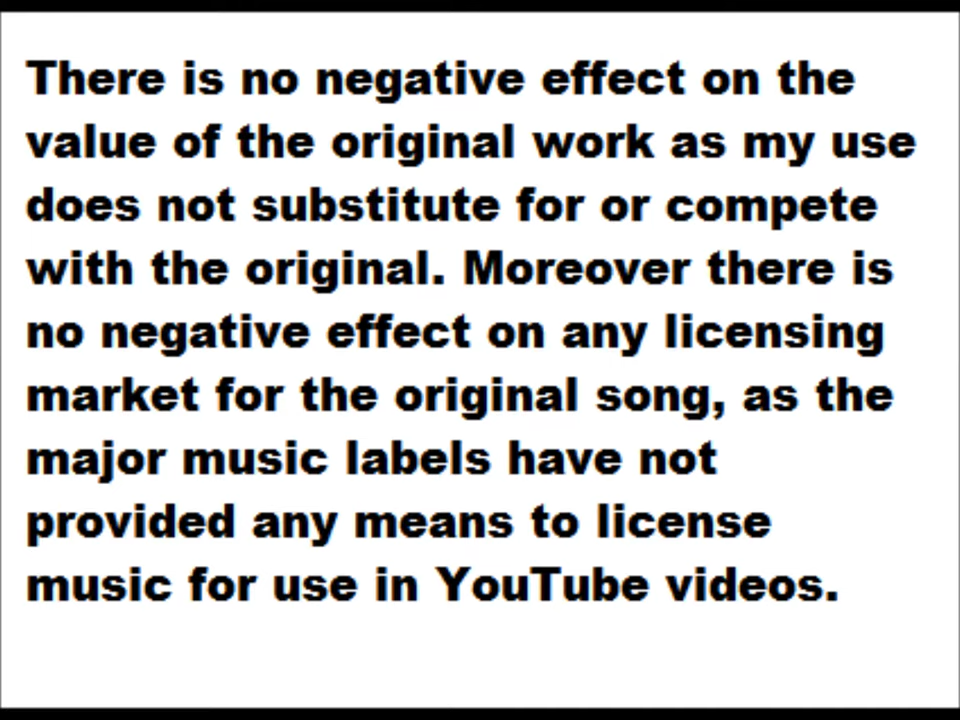 There is no negative effect on the
value of the original work as my use
does not substitute for or compete
with the original. Moreover there is
no negative effect on any licensing
market for the original song, as the
major music labels have not
provided any means to license
music for use in YouTube videos.